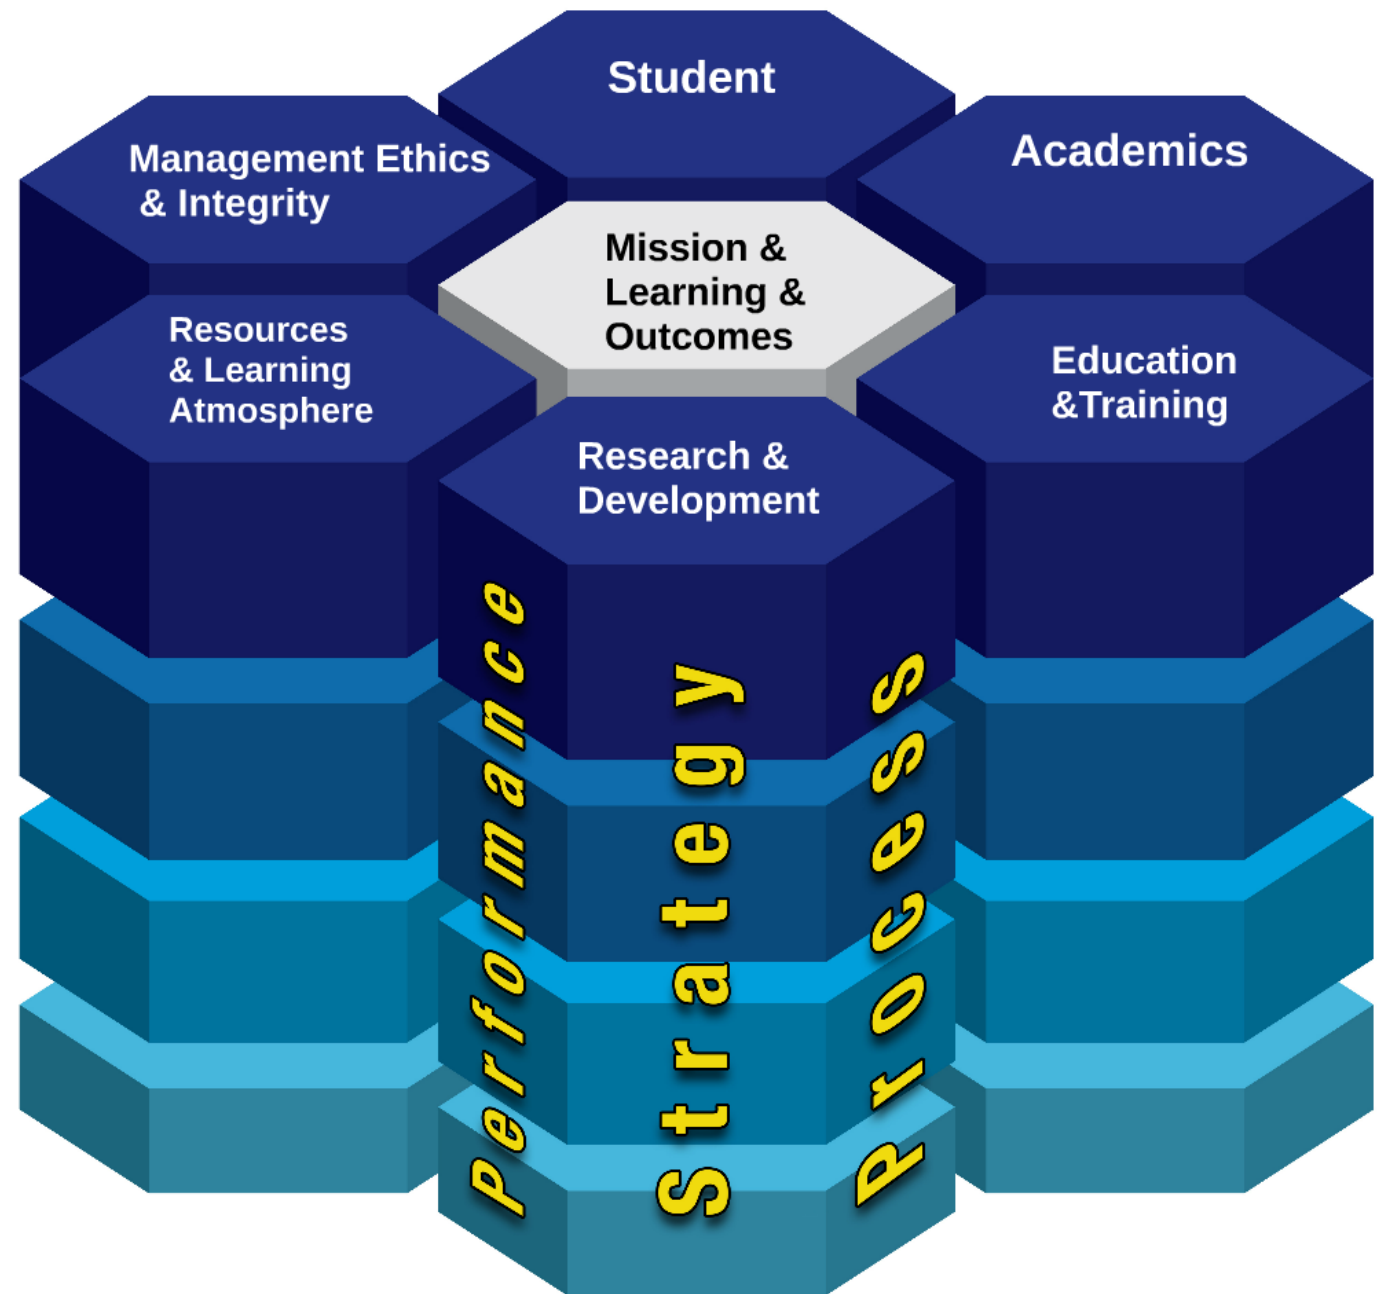 Student
Management Ethics
& Integrity
Academics
Mission &
Learning &
Outcomes
Resources
& Learning
Atmosphere
Education
&Training
Research &
Development
Performance
Strategy
Process